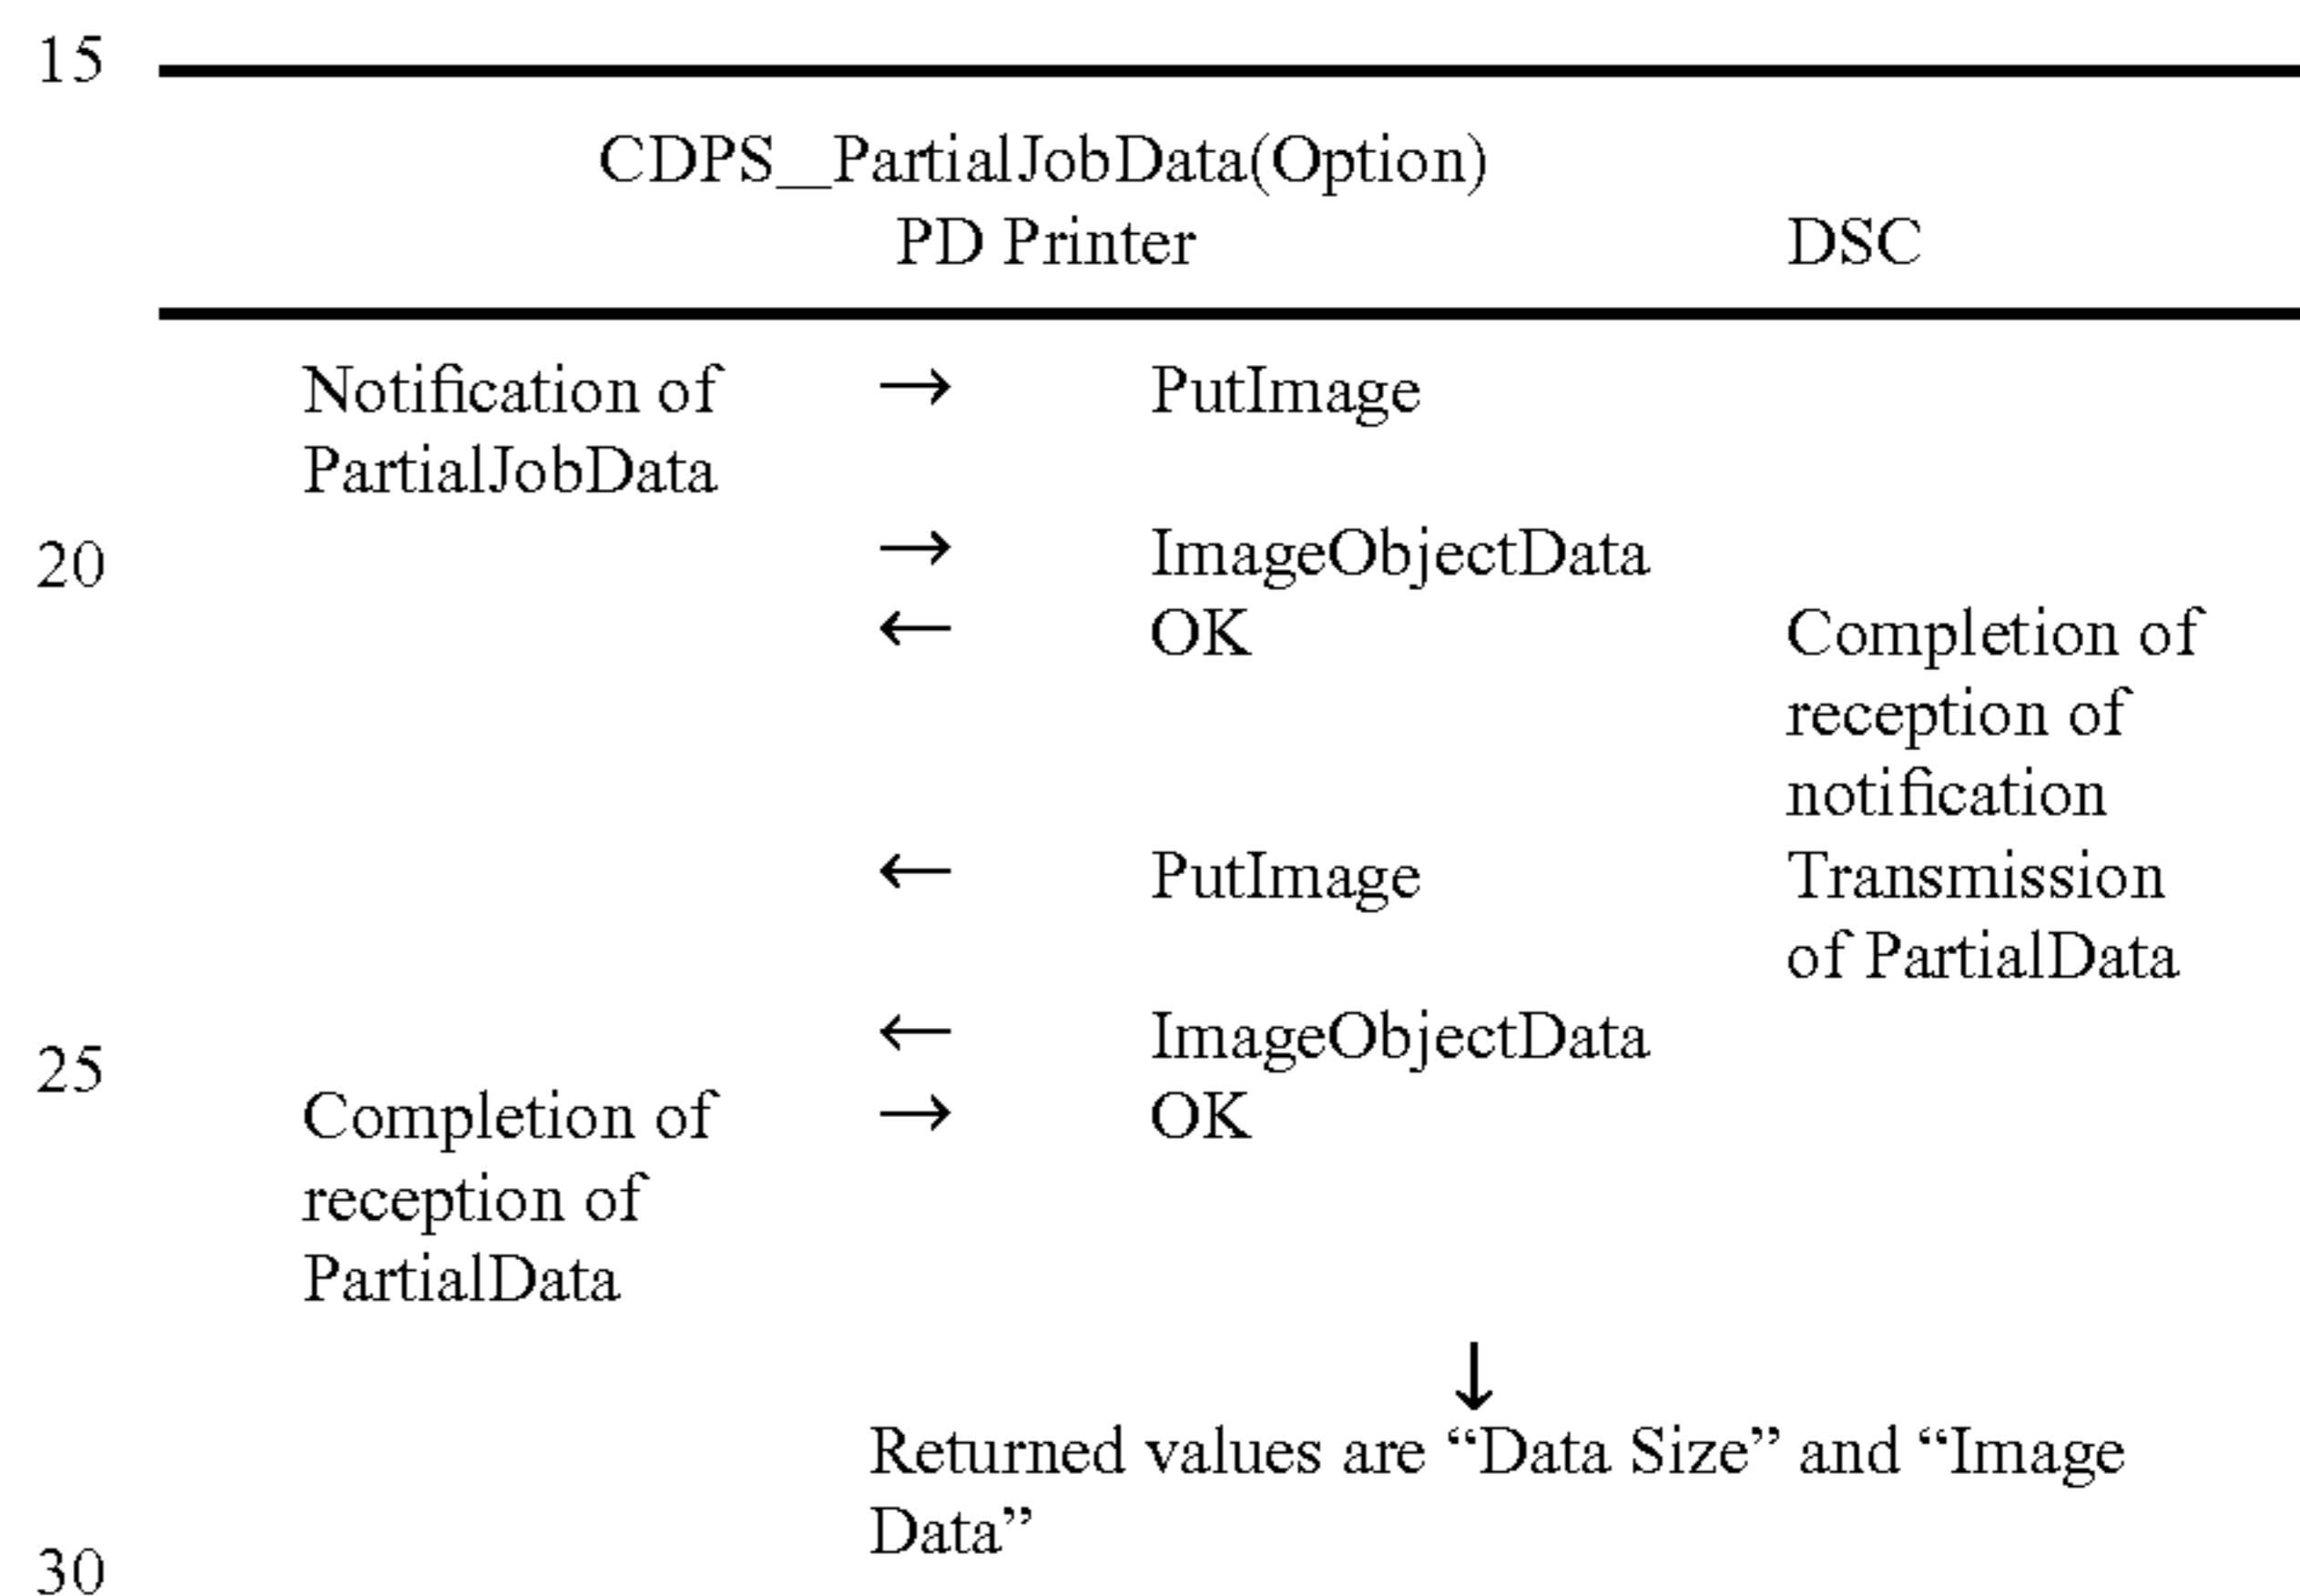 15
CDPS__PartialJobData(Option)
PD Printer DSC
Notification of → PutImage
PartialJobData
20 → ImageObjectData
← OK Completion of
reception of
notification
← PutImage Transmission
of PartialData
← ImageObjectData
25
Completion of → OK
reception of
PartialData
↓
Returned values are “Data Size” and “Image
Data”
30